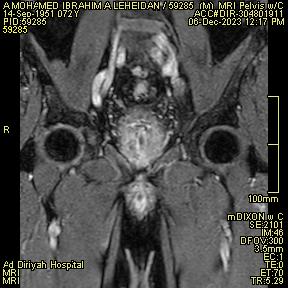 A MOHAMED IBRAHIM A LEHEIDAN / 59285 (M) MRI Pelvis w/C
14-Sep-1951 072Y ACC#DIR-304801911
PID:59285 06-Dec-2023 12:17 PM
59285
R
100mm
mDIXON w C
SE:2101
IM:46
DFOV:300
3.5mm
EC:1
TE:0
ET:70
TR:5.29
Ad Diriyah Hospital
MRI
MRI